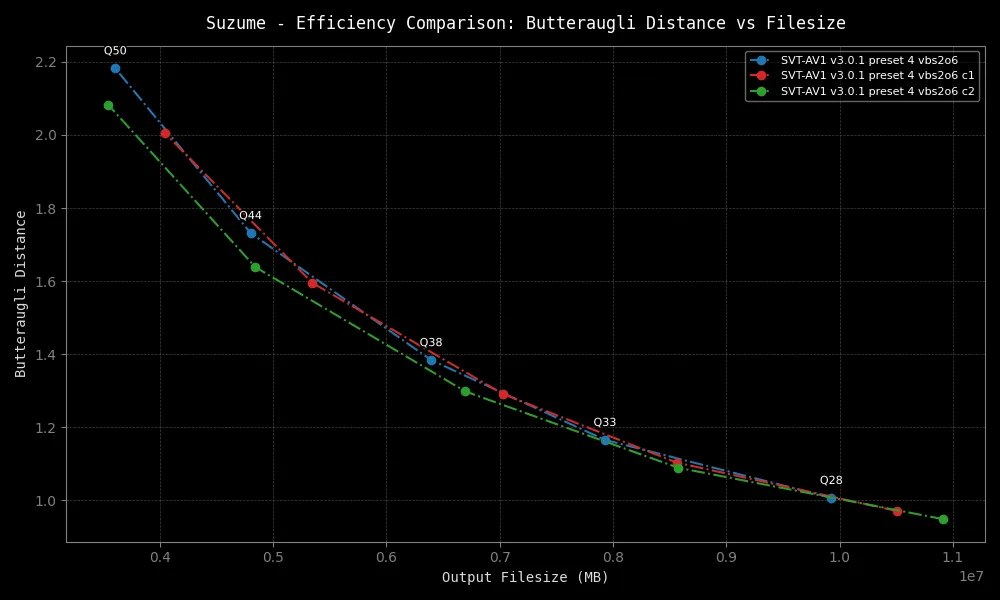 Suzume - Efficiency Comparison: Butteraugli Distance vs Filesize
SVT-AV1 v3.0.1 preset 4 vbs2o6
SVT-AV1 v3.0.1 preset 4 vbs2o6 c1
SVT-AV1 v3.0.1 preset 4 vbs2o6 c2
Butteraugli Distance
2.2
2.0
1.8
1.6
1.4
1.2
1.0
Q50
Q44
Q38
Q33
Q28
0.4 0.5 0.6 0.7 0.8 0.9 1.0 1.1
1e7
Output Filesize (MB)